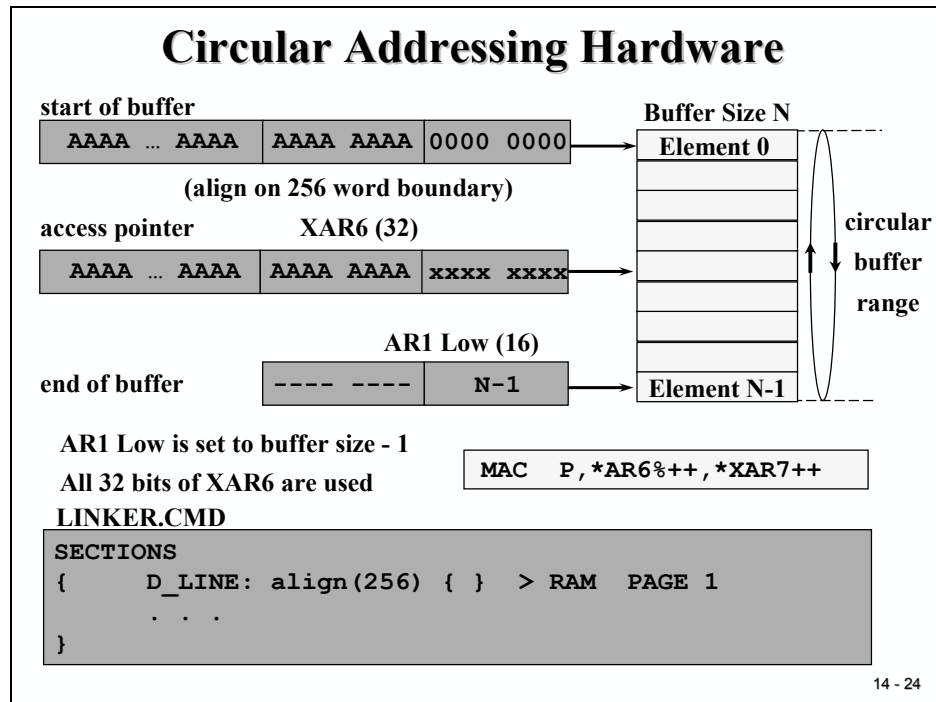 Circular Addressing Hardware
start of buffer
Buffer Size N
AAAA … AAAA AAAA AAAA 0000 0000
Element 0
(align on 256 word boundary)
access pointer XAR6 (32)
circular
buffer
range
AAAA … AAAA AAAA AAAA xxxx xxxx
AR1 Low (16)
end of buffer ---- ---- N-1
Element N-1
AR1 Low is set to buffer size - 1
All 32 bits of XAR6 are used
MAC P,*AR6%++,*XAR7++
LINKER.CMD
SECTIONS
{ D_LINE: align(256) { } > RAM PAGE 1
. . .
}
14 - 24